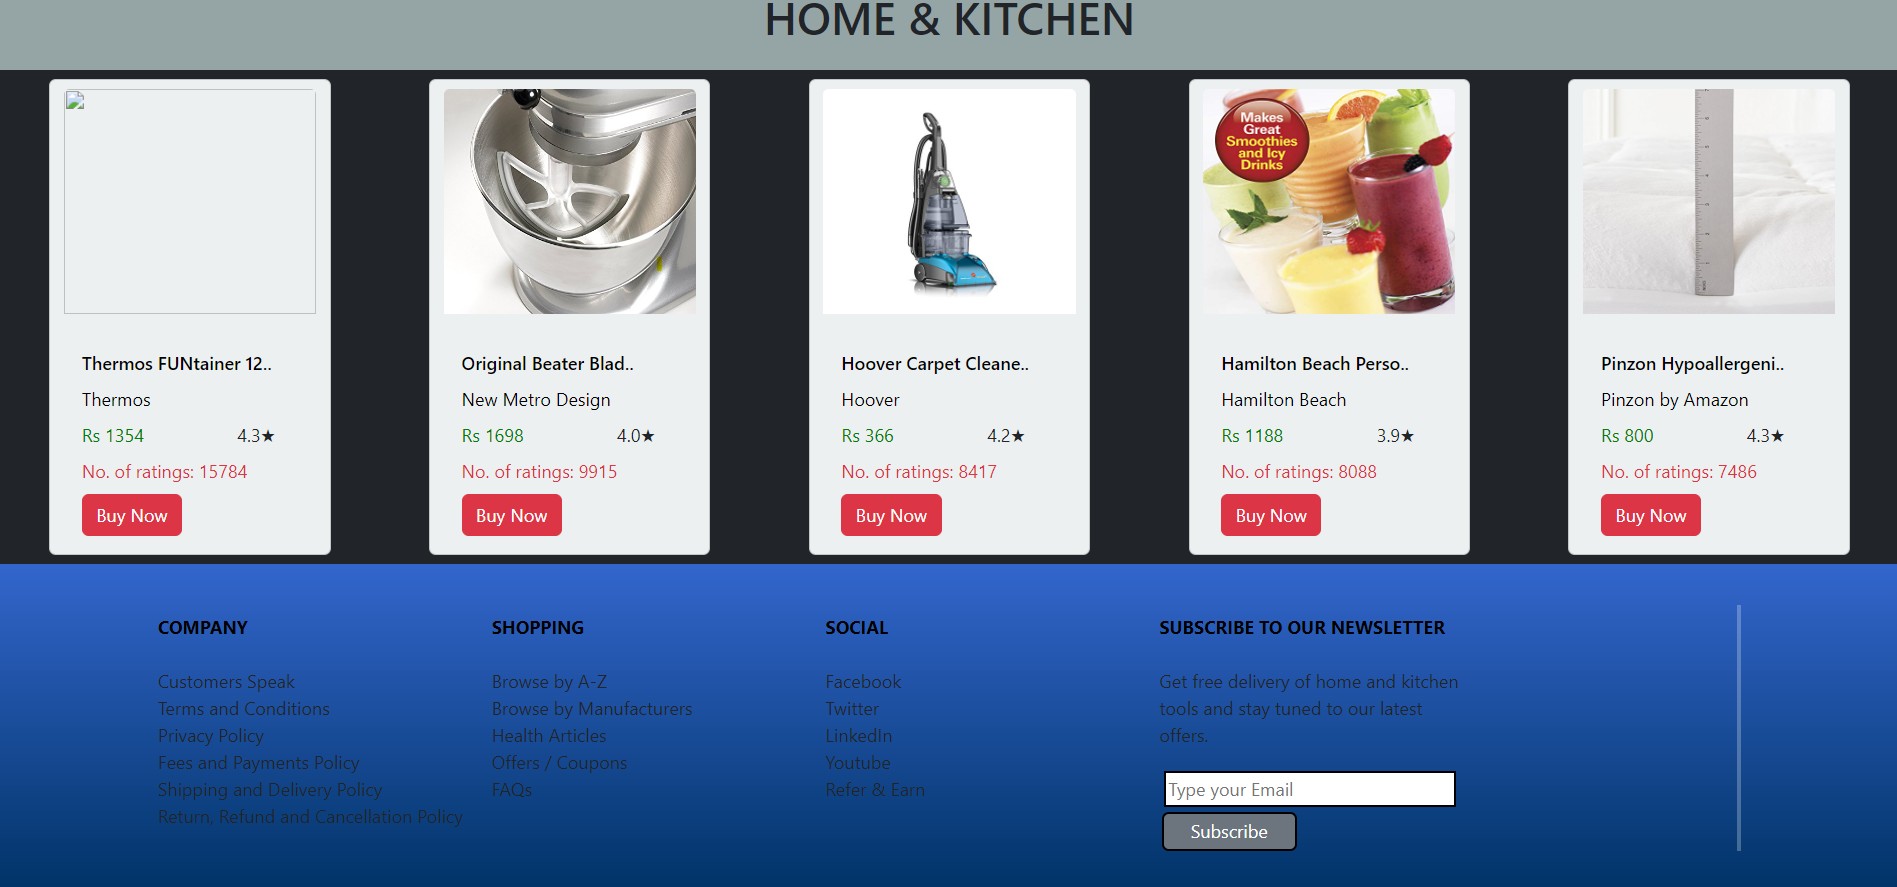 HOME & KITCHEN
Makes
Great
Smoothies
and Icy
Drinks
Thermos FUNtainer 12..
Thermos
Rs 1354 4.3★
No. of ratings: 15784
Buy Now
Original Beater Blad..
New Metro Design
Rs 1698 4.0★
No. of ratings: 9915
Buy Now
Hoover Carpet Cleane..
Hoover
Rs 366 4.2★
No. of ratings: 8417
Buy Now
Hamilton Beach Perso..
Hamilton Beach
Rs 1188 3.9★
No. of ratings: 8088
Buy Now
Pinzon Hypoallergeni..
Pinzon by Amazon
Rs 800 4.3★
No. of ratings: 7486
Buy Now
COMPANY
Customers Speak
Terms and Conditions
Privacy Policy
Fees and Payments Policy
Shipping and Delivery Policy
Return, Refund and Cancellation Policy
SHOPPING
Browse by A-Z
Browse by Manufacturers
Health Articles
Offers / Coupons
FAQs
SOCIAL
Facebook
Twitter
LinkedIn
Youtube
Refer & Earn
SUBSCRIBE TO OUR NEWSLETTER
Get free delivery of home and kitchen
tools and stay tuned to our latest
offers.
Type your Email
Subscribe